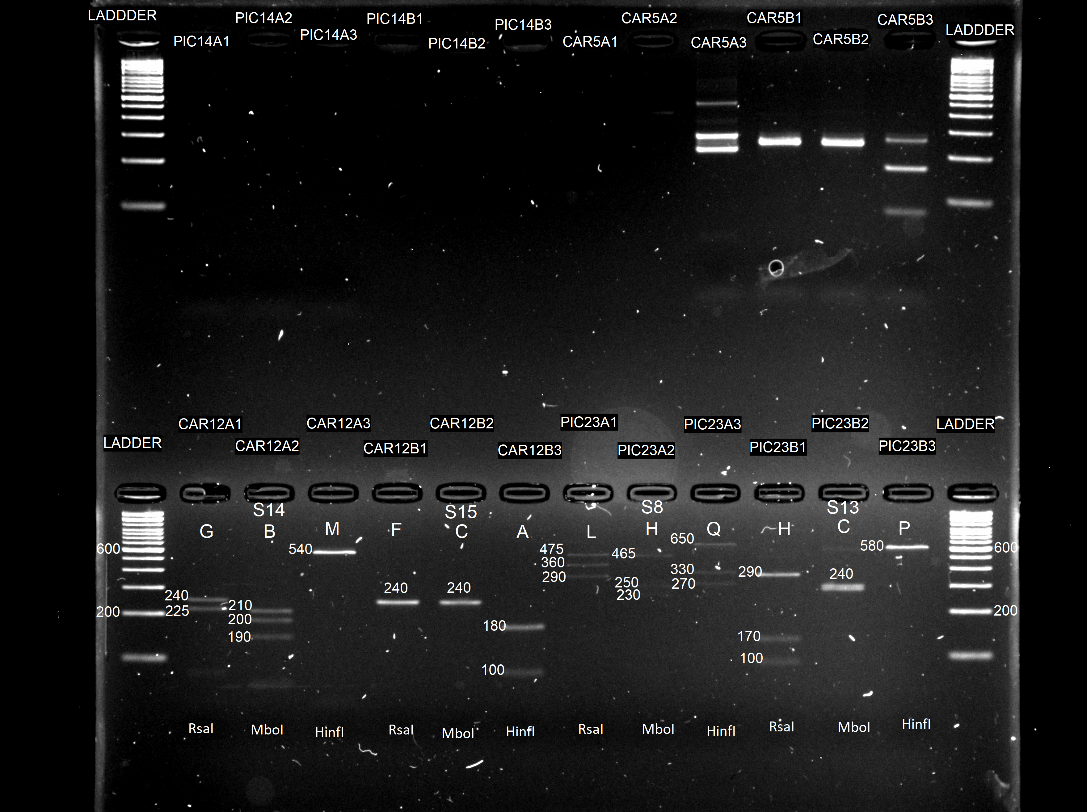 LADDDER PIC14A2 PIC14B1 PIC14B3 CAR5A2 CAR5B1 CAR5B3 LADDDER
PIC14A1 PIC14A3 PIC14B2 CAR5A1 CAR5A3 CAR5B2
CAR12A1 CAR12A3 CAR12B2 PIC23A1 PIC23A3 PIC23B2 LADDER
LADDER CAR12A2 CAR12B1 CAR12B3 PIC23A2 PIC23B1 PIC23B3
S14 S15 S8 S13
G B M F C A L H Q H C P
600 540 475 465 650 580 600
360 330
290 270 290 240
240 210 240 240 250
200 225 200 230 200
190 180 170
100 100
RsaI MboI HinfI RsaI MboI HinfI RsaI MboI HinfI RsaI MboI HinfI